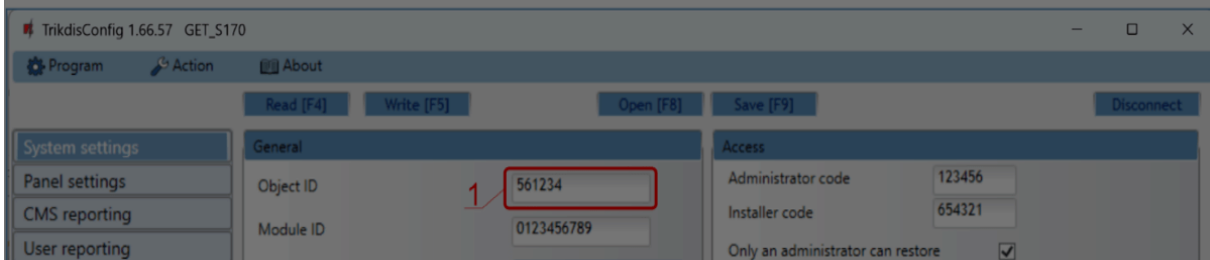 TrikdisConfig 1.66.57 GET_S170
Program Action About
Read [F4] Write [F5] Open [F8] Save [F9] Disconnect
System settings
Panel settings
CMS reporting
User reporting
General
Object ID 1 561234
Module ID 0123456789
Access
Administrator code 123456
Installer code 654321
Only an administrator can restore